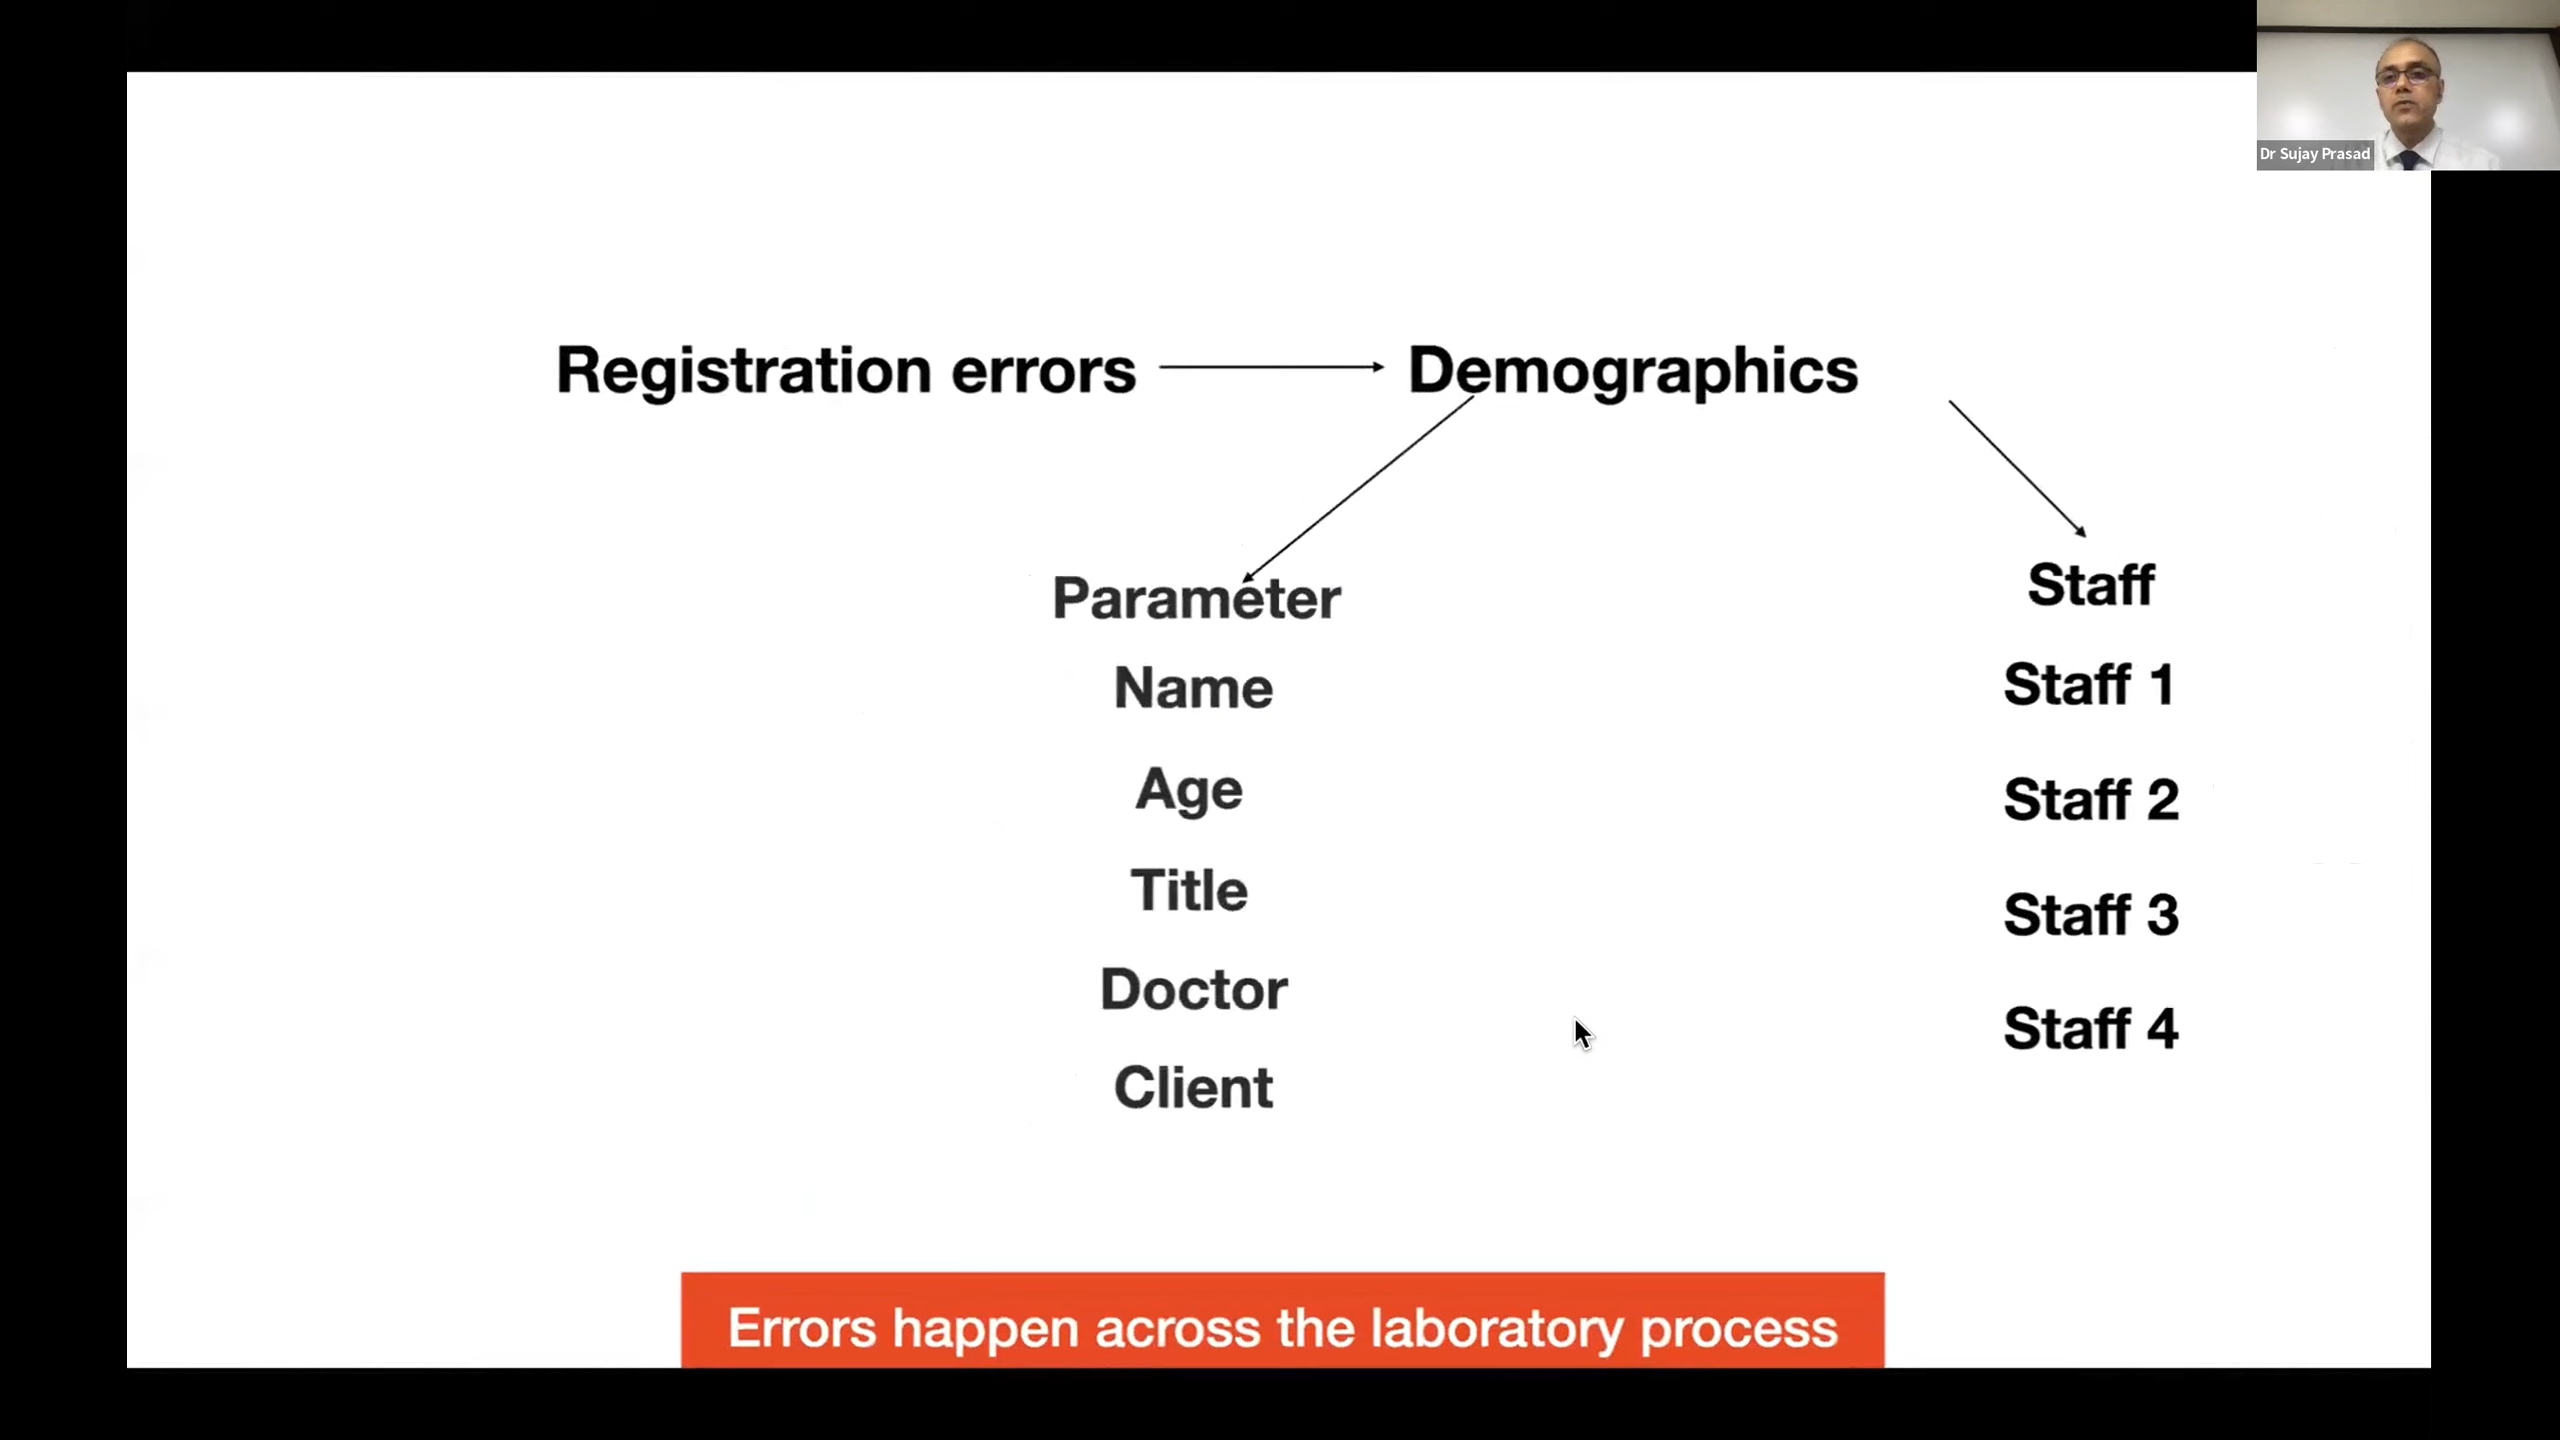 Dr Sujay Prasad
Registration errors
Demographics
Parameter
Name
Age
Title
Doctor
Client
Staff
Staff 1
Staff 2
Staff 3
Staff 4
Errors happen across the laboratory process